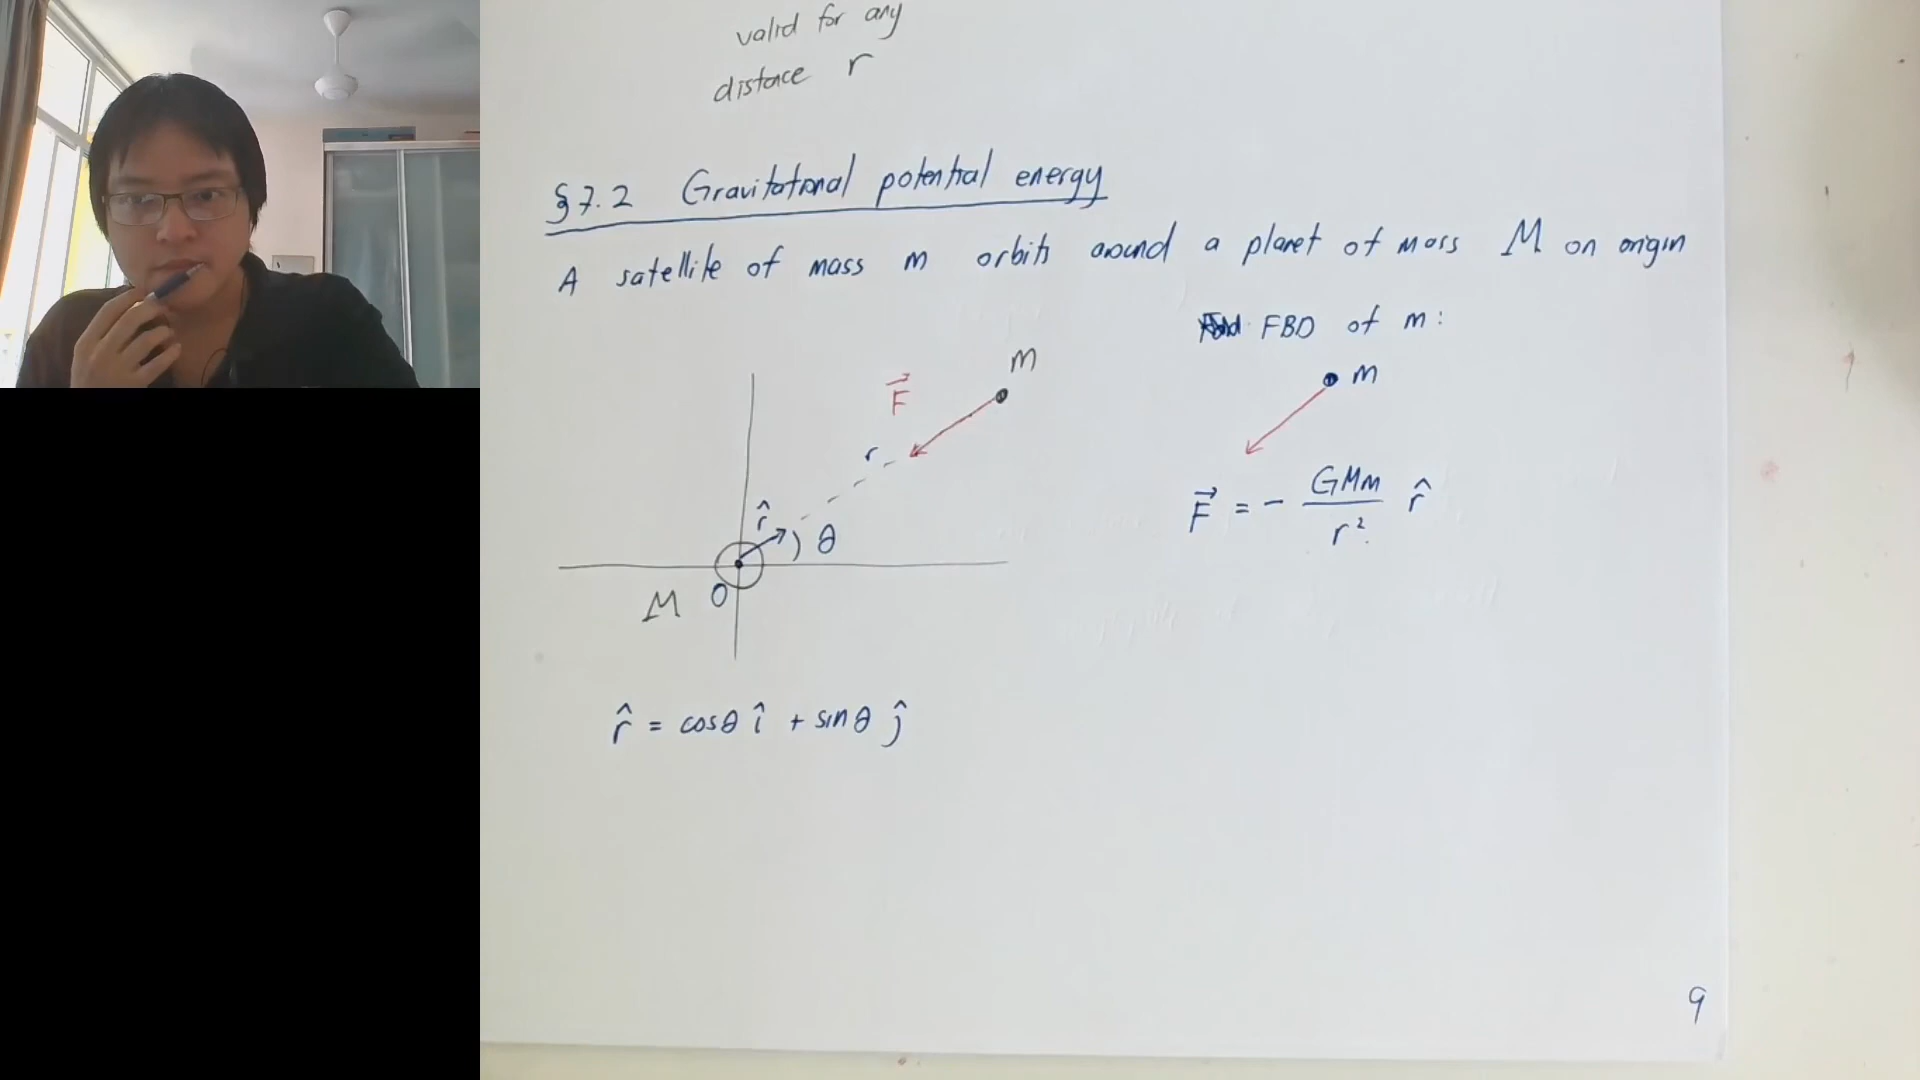 valid for any
distance r
§7.2 Gravitational potential energy
A satellite of mass m orbits around a planet of mass M on origin
FBD of m:
m
F⃗
m
r
r̂
θ
M
O
F⃗ = - GMm/r² r̂
r̂ = cosθ î + sinθ ĵ
9